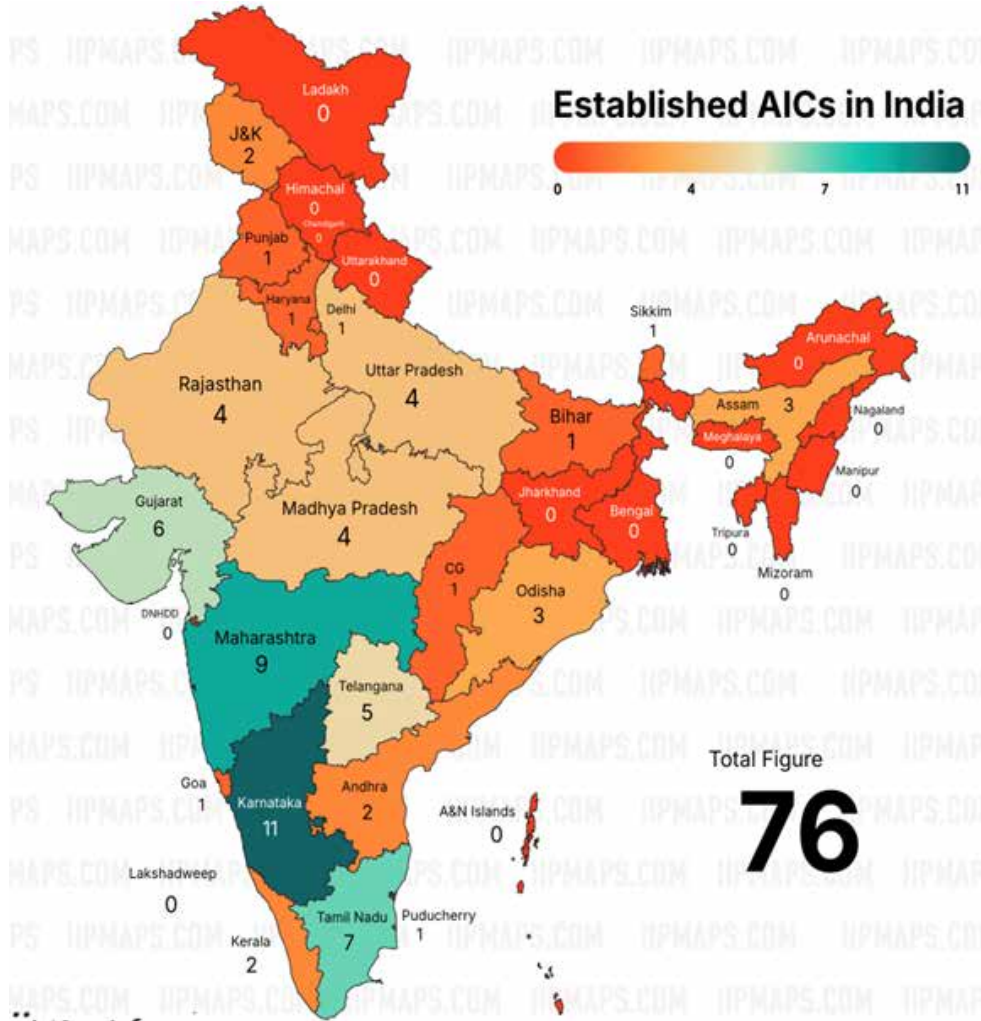 Established AICs in India
0 4 7 11
Ladakh
0
J&K
2
Himachal
0
Chandigarh
0
Punjab
1
Uttarakhand
0
Haryana
1
Delhi
1
Sikkim
1
Arunachal
0
Rajasthan
4
Uttar Pradesh
4
Bihar
1
Assam 3
Nagaland
0
Meghalaya
0
Manipur
0
Gujarat
6
Madhya Pradesh
4
Jharkhand
0
Bengal
0
Tripura
0
Mizoram
0
CG
1
Odisha
3
DNHDD
0
Maharashtra
9
Telangana
5
Total Figure
76
Goa
1
Karnataka
11
Andhra
2
A&N Islands
0
Lakshadweep
0
Tamil Nadu
7
Puducherry
1
Kerala
2
IIPMAPS.COM